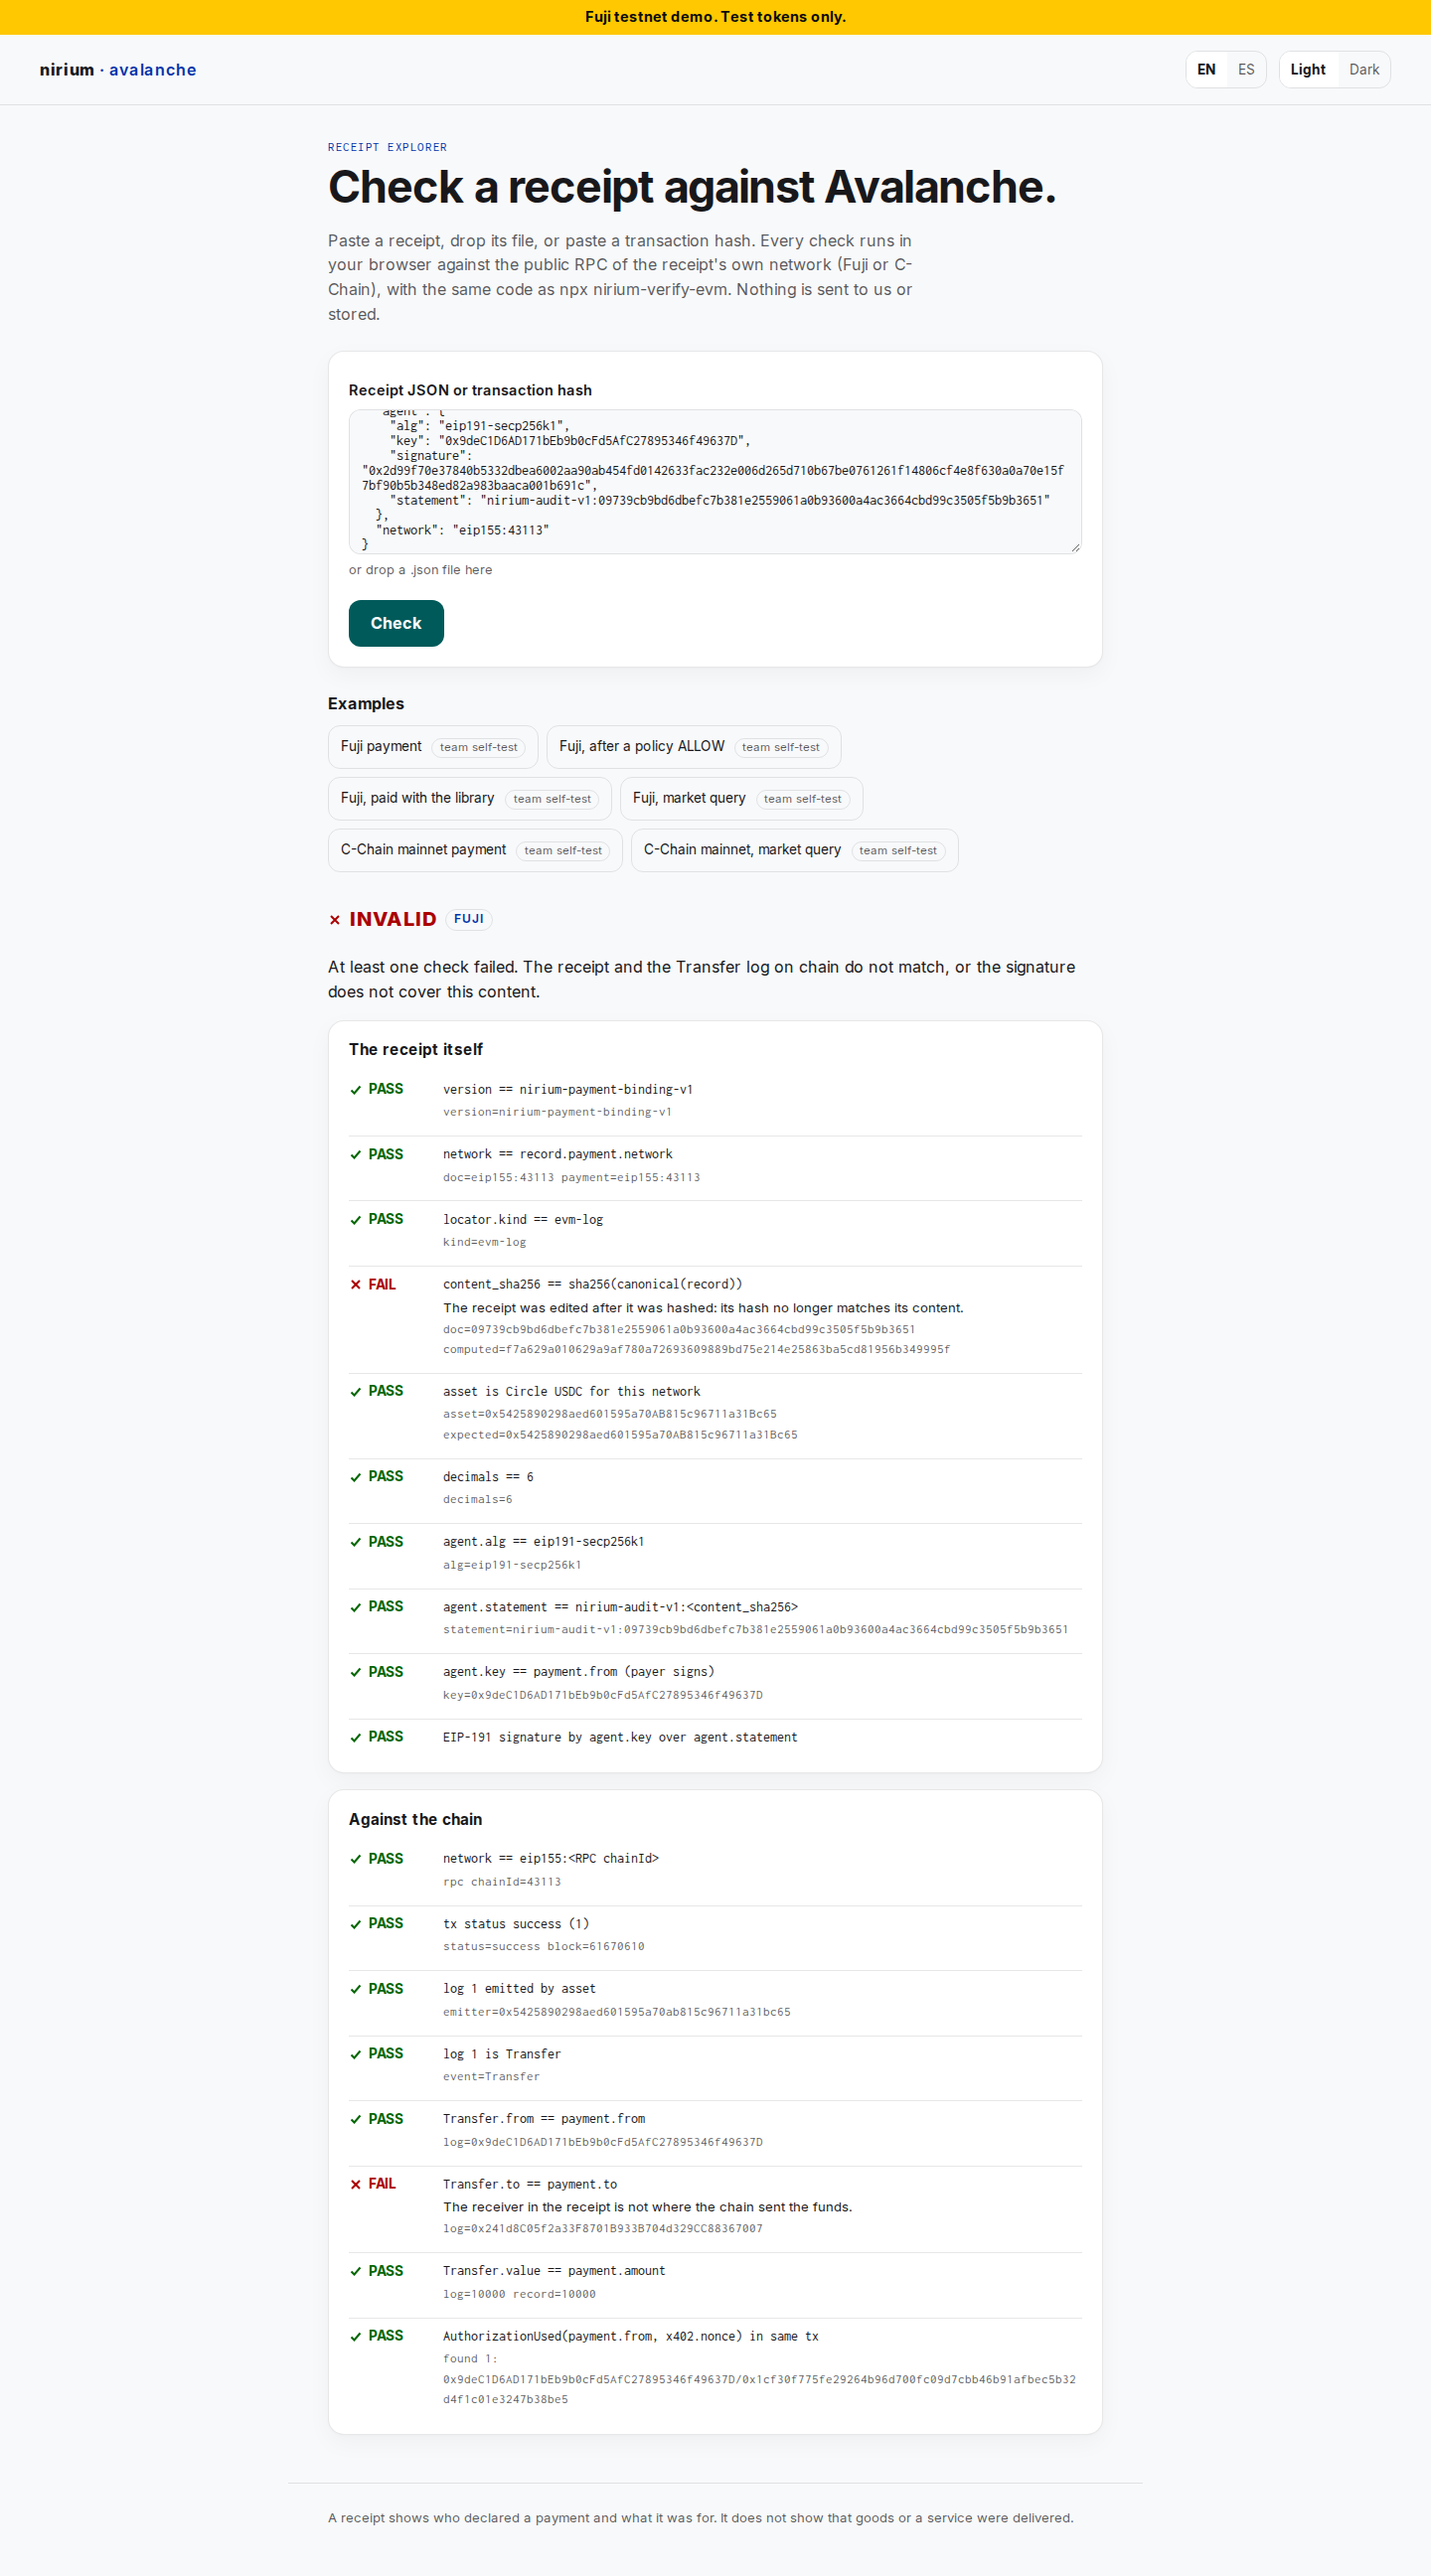 Fuji testnet demo. Test tokens only.
nirium · avalanche
EN ES Light Dark
RECEIPT EXPLORER
Check a receipt against Avalanche.
Paste a receipt, drop its file, or paste a transaction hash. Every check runs in
your browser against the public RPC of the receipt's own network (Fuji or C-
Chain), with the same code as npx nirium-verify-evm. Nothing is sent to us or
stored.
Receipt JSON or transaction hash
"agent": {
"alg": "eip191-secp256k1",
"key": "0x9deC1D6AD171bEb9b0cFd5AfC27895346f49637D",
"signature":
"0x2d99f70e37840b5332dbea6002aa90ab454fd0142633fac232e006d265d710b67be0761261f14806cf4e8f630a0a70e15f
7bf90b5b348ed82a983baaca001b691c",
"statement": "nirium-audit-v1:09739cb9bd6dbefc7b381e2559061a0b93600a4ac3664cbd99c3505f5b9b3651"
},
"network": "eip155:43113"
}
or drop a .json file here
Check
Examples
Fuji payment team self-test Fuji, after a policy ALLOW team self-test
Fuji, paid with the library team self-test Fuji, market query team self-test
C-Chain mainnet payment team self-test C-Chain mainnet, market query team self-test
✕ INVALID FUJI
At least one check failed. The receipt and the Transfer log on chain do not match, or the signature
does not cover this content.
The receipt itself
✓ PASS version == nirium-payment-binding-v1
version=nirium-payment-binding-v1
✓ PASS network == record.payment.network
doc=eip155:43113 payment=eip155:43113
✓ PASS locator.kind == evm-log
kind=evm-log
✕ FAIL content_sha256 == sha256(canonical(record))
The receipt was edited after it was hashed: its hash no longer matches its content.
doc=09739cb9bd6dbefc7b381e2559061a0b93600a4ac3664cbd99c3505f5b9b3651
computed=f7a629a010629a9af780a72693609889bd75e214e25863ba5cd81956b349995f
✓ PASS asset is Circle USDC for this network
asset=0x5425890298aed601595a70AB815c96711a31Bc65
expected=0x5425890298aed601595a70AB815c96711a31Bc65
✓ PASS decimals == 6
decimals=6
✓ PASS agent.alg == eip191-secp256k1
alg=eip191-secp256k1
✓ PASS agent.statement == nirium-audit-v1:<content_sha256>
statement=nirium-audit-v1:09739cb9bd6dbefc7b381e2559061a0b93600a4ac3664cbd99c3505f5b9b3651
✓ PASS agent.key == payment.from (payer signs)
key=0x9deC1D6AD171bEb9b0cFd5AfC27895346f49637D
✓ PASS EIP-191 signature by agent.key over agent.statement
Against the chain
✓ PASS network == eip155:<RPC chainId>
rpc chainId=43113
✓ PASS tx status success (1)
status=success block=61670610
✓ PASS log 1 emitted by asset
emitter=0x5425890298aed601595a70ab815c96711a31bc65
✓ PASS log 1 is Transfer
event=Transfer
✓ PASS Transfer.from == payment.from
log=0x9deC1D6AD171bEb9b0cFd5AfC27895346f49637D
✕ FAIL Transfer.to == payment.to
The receiver in the receipt is not where the chain sent the funds.
log=0x241d8C05f2a33F8701B933B704d329CC88367007
✓ PASS Transfer.value == payment.amount
log=10000 record=10000
✓ PASS AuthorizationUsed(payment.from, x402.nonce) in same tx
found 1:
0x9deC1D6AD171bEb9b0cFd5AfC27895346f49637D/0x1cf30f775fe29264b96d700fc09d7cbb46b91afbec5b32
d4f1c01e3247b38be5
A receipt shows who declared a payment and what it was for. It does not show that goods or a service were delivered.